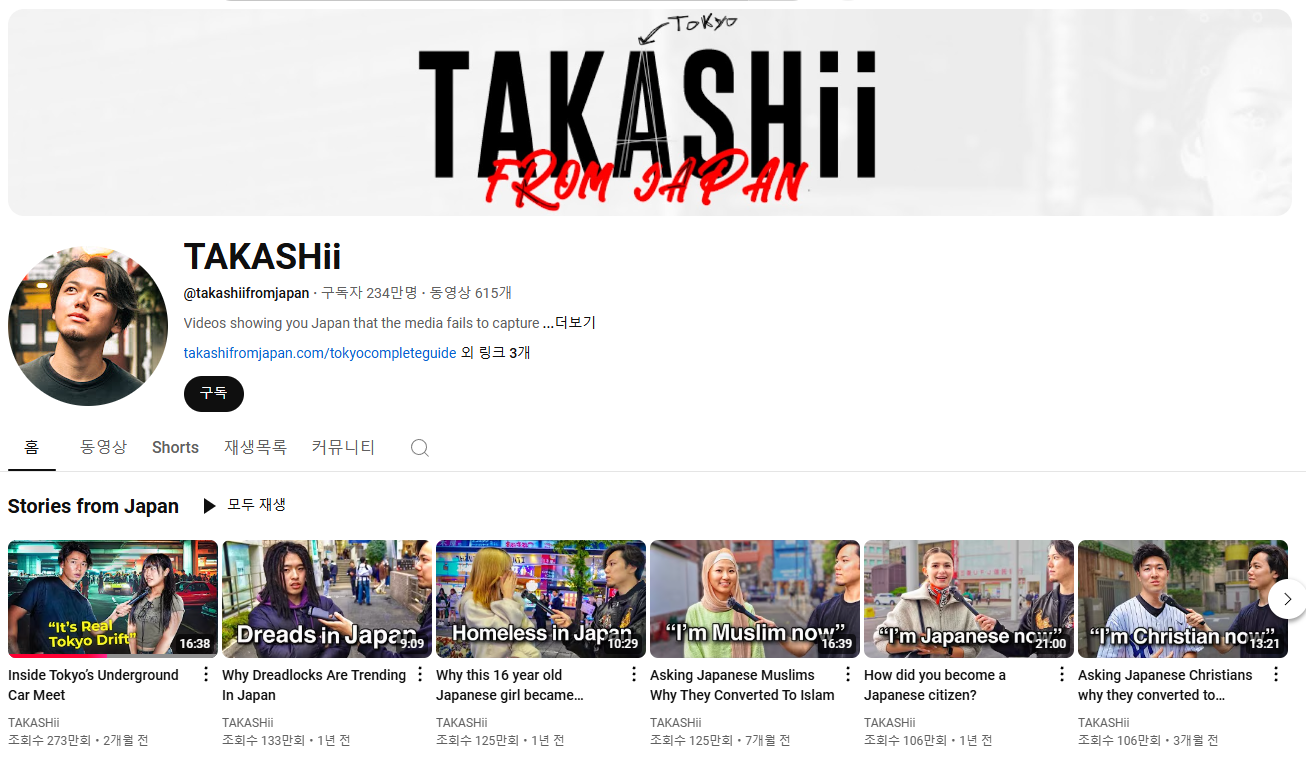 TOKYO
TAKASHii
FROM JAPAN
TAKASHii
@takashiifromjapan · 구독자 234만명 · 동영상 615개
Videos showing you Japan that the media fails to capture ...더보기
takashifromjapan.com/tokyocompleteguide 외 링크 3개
구독
홈 동영상 Shorts 재생목록 커뮤니티
Stories from Japan 모두 재생
“It’s Real
Tokyo Drift”
16:38
Dreads in Japan
9:09
Homeless in Japan
10:29
“I’m Muslim now”
16:39
“I’m Japanese now”
21:00
“I’m Christian now”
13:21
Inside Tokyo’s Underground
Car Meet
TAKASHii
조회수 273만회 • 2개월 전
Why Dreadlocks Are Trending
In Japan
TAKASHii
조회수 133만회 • 1년 전
Why this 16 year old
Japanese girl became…
TAKASHii
조회수 125만회 • 1년 전
Asking Japanese Muslims
Why They Converted To Islam
TAKASHii
조회수 125만회 • 7개월 전
How did you become a
Japanese citizen?
TAKASHii
조회수 106만회 • 1년 전
Asking Japanese Christians
why they converted to…
TAKASHii
조회수 106만회 • 3개월 전